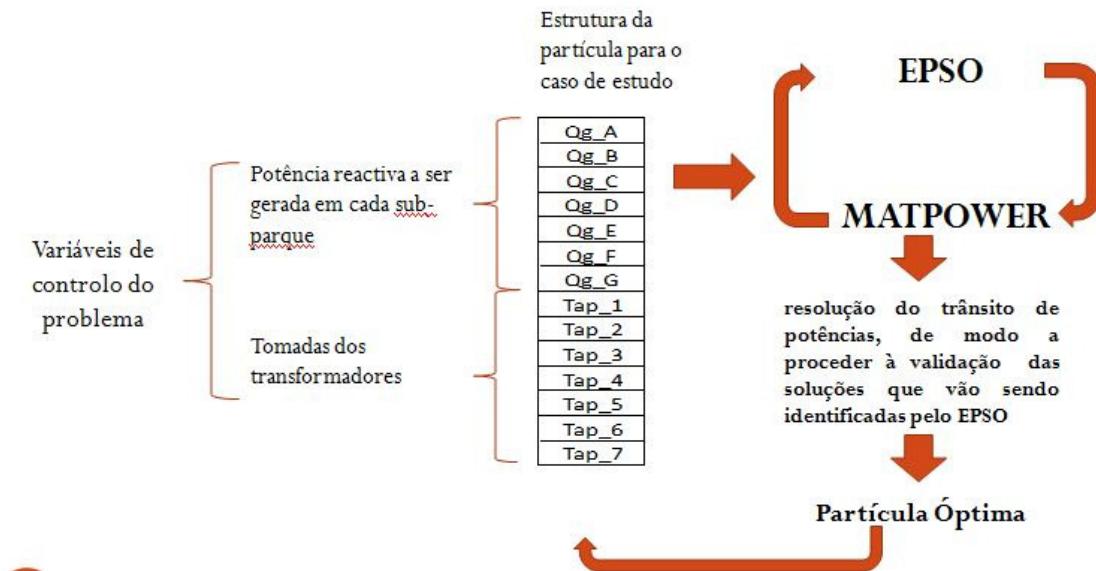 Estrutura da
partícula para o
caso de estudo
Variáveis de
controlo do
problema
Potência reactiva a ser
gerada em cada sub-
parque
Tomadas dos
transformadores
Qg_A
Qg_B
Qg_C
Qg_D
Qg_E
Qg_F
Qg_G
Tap_1
Tap_2
Tap_3
Tap_4
Tap_5
Tap_6
Tap_7
EPSO
MATPOWER
resolução do trânsito de
potências, de modo a
proceder à validação das
soluções que vão sendo
identificadas pelo EPSO
Partícula Óptima